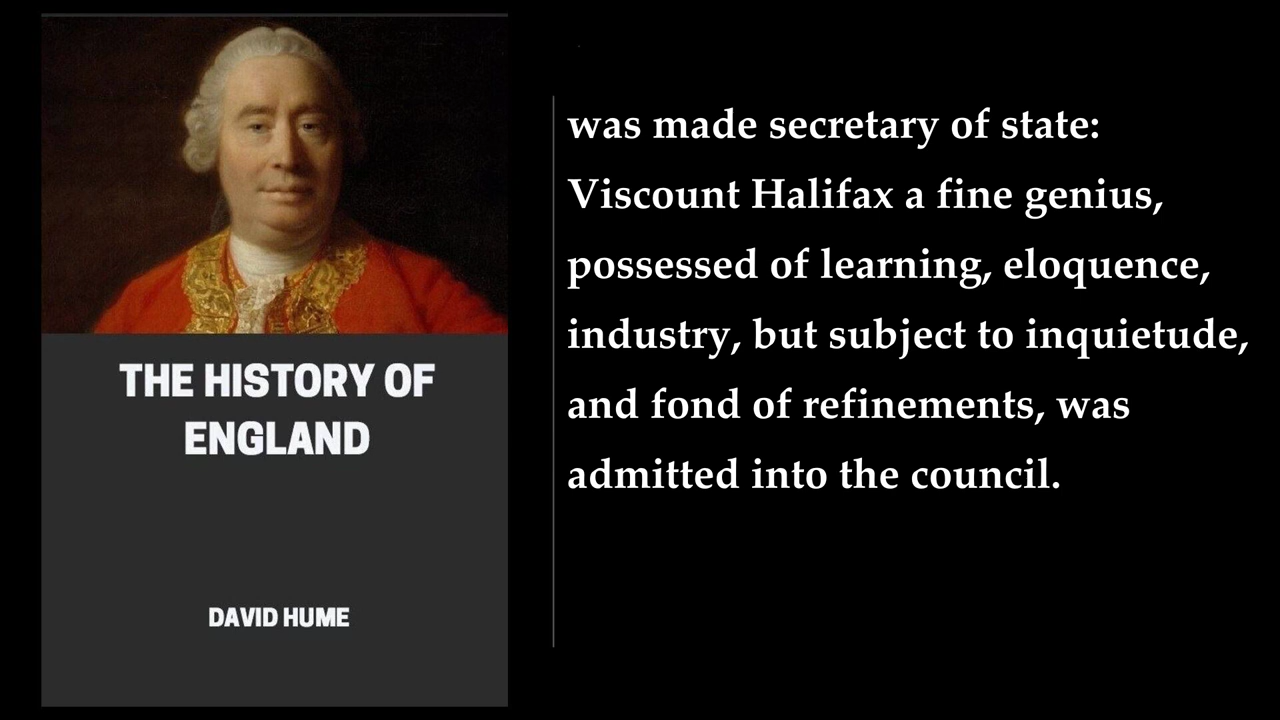 THE HISTORY OF
ENGLAND
DAVID HUME
was made secretary of state:
Viscount Halifax a fine genius,
possessed of learning, eloquence,
industry, but subject to inquietude,
and fond of refinements, was
admitted into the council.